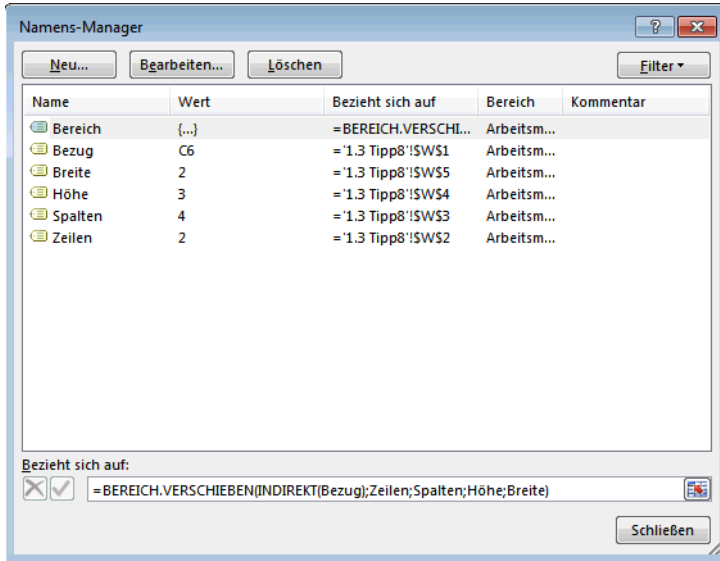 Namens-Manager
Neu... Bearbeiten... Löschen Filter
Name Wert Bezieht sich auf Bereich Kommentar
Bereich {...} =BEREICH.VERSCHI... Arbeitsm...
Bezug C6 ='1.3 Tipp8'!$W$1 Arbeitsm...
Breite 2 ='1.3 Tipp8'!$W$5 Arbeitsm...
Höhe 3 ='1.3 Tipp8'!$W$4 Arbeitsm...
Spalten 4 ='1.3 Tipp8'!$W$3 Arbeitsm...
Zeilen 2 ='1.3 Tipp8'!$W$2 Arbeitsm...
Bezieht sich auf:
=BEREICH.VERSCHIEBEN(INDIREKT(Bezug);Zeilen;Spalten;Höhe;Breite)
Schließen